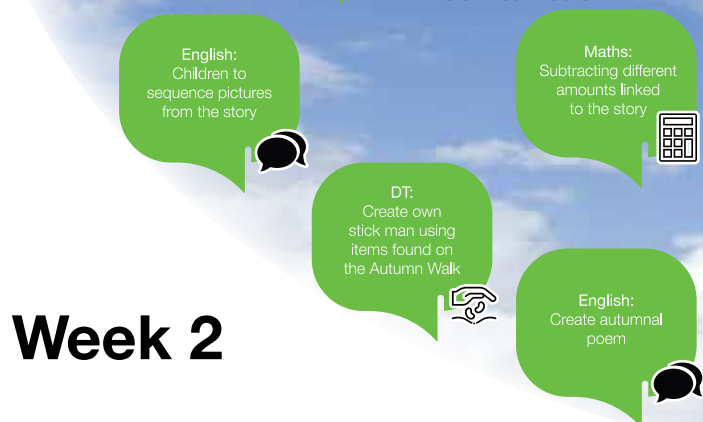 English:
Children to
sequence pictures
from the story
Maths:
Subtracting different
amounts linked
to the story
DT:
Create own
stick man using
items found on
the Autumn Walk
English:
Create autumnal
poem
Week 2